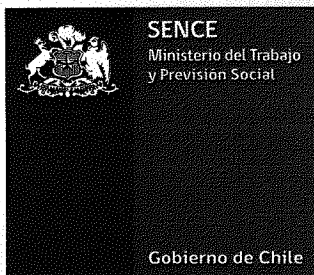 SENCE
Ministerio del Trabajo
y Previsión Social
Gobierno de Chile